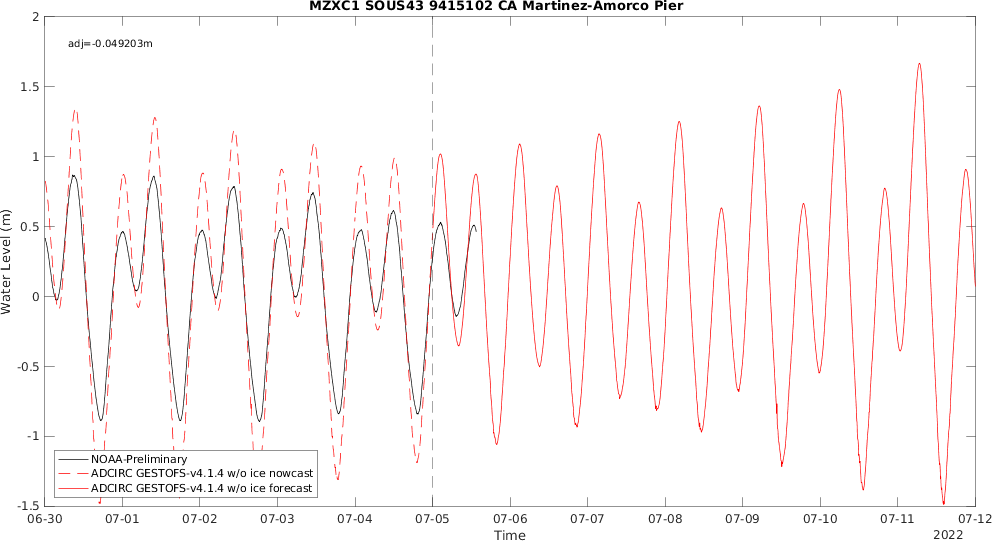 MZXC1 SOUS43 9415102 CA Martinez-Amorco Pier
adj=-0.049203m
2
1.5
1
0.5
0
-0.5
-1
-1.5
Water Level (m)
NOAA-Preliminary
ADCIRC GESTOFS-v4.1.4 w/o ice nowcast
ADCIRC GESTOFS-v4.1.4 w/o ice forecast
06-30 07-01 07-02 07-03 07-04 07-05 07-06 07-07 07-08 07-09 07-10 07-11 07-12
Time
2022